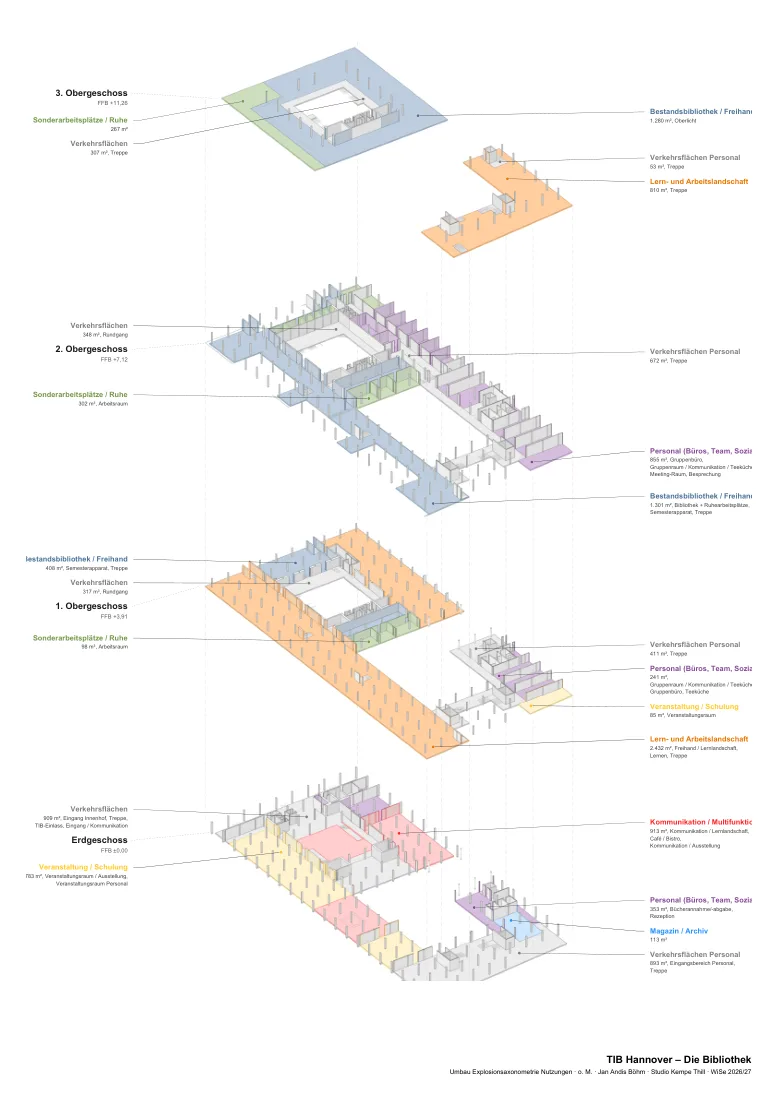 3. Obergeschoss
FFB +11,26
Sonderarbeitsplätze / Ruhe
267 m²
Verkehrsflächen
307 m², Treppe
Bestandsbibliothek / Freihand
1.280 m², Oberlicht
Verkehrsflächen Personal
53 m², Treppe
Lern- und Arbeitslandschaft
810 m², Treppe
Verkehrsflächen
348 m², Rundgang
2. Obergeschoss
FFB +7,12
Sonderarbeitsplätze / Ruhe
302 m², Arbeitsraum
Verkehrsflächen Personal
672 m², Treppe
Personal (Büros, Team, Sozia
855 m², Gruppenbüro,
Gruppenraum / Kommunikation / Teeküche
Meeting-Raum, Besprechung
Bestandsbibliothek / Freihand
1.301 m², Bibliothek + Ruhearbeitsplätze,
Semesterapparat, Treppe
estandsbibliothek / Freihand
408 m², Semesterapparat, Treppe
Verkehrsflächen
317 m², Rundgang
1. Obergeschoss
FFB +3,91
Sonderarbeitsplätze / Ruhe
98 m², Arbeitsraum
Verkehrsflächen Personal
411 m², Treppe
Personal (Büros, Team, Sozia
241 m²,
Gruppenraum / Kommunikation / Teeküche
Gruppenbüro, Teeküche
Veranstaltung / Schulung
85 m², Veranstaltungsraum
Lern- und Arbeitslandschaft
2.432 m², Freihand / Lernlandschaft,
Lernen, Treppe
Verkehrsflächen
909 m², Eingang Innenhof, Treppe,
TIB-Einlass, Eingang / Kommunikation
Erdgeschoss
FFB ±0,00
Veranstaltung / Schulung
783 m², Veranstaltungsraum / Ausstellung,
Veranstaltungsraum Personal
Kommunikation / Multifunktio
913 m², Kommunikation / Lernlandschaft,
Café / Bistro,
Kommunikation / Ausstellung
Personal (Büros, Team, Sozia
353 m², Bücherannahme/-abgabe,
Rezeption
Magazin / Archiv
113 m²
Verkehrsflächen Personal
893 m², Eingangsbereich Personal,
Treppe
TIB Hannover – Die Bibliothek
Umbau Explosionsaxonometrie Nutzungen · o. M. · Jan Andis Böhm · Studio Kempe Thill · WiSe 2026/27